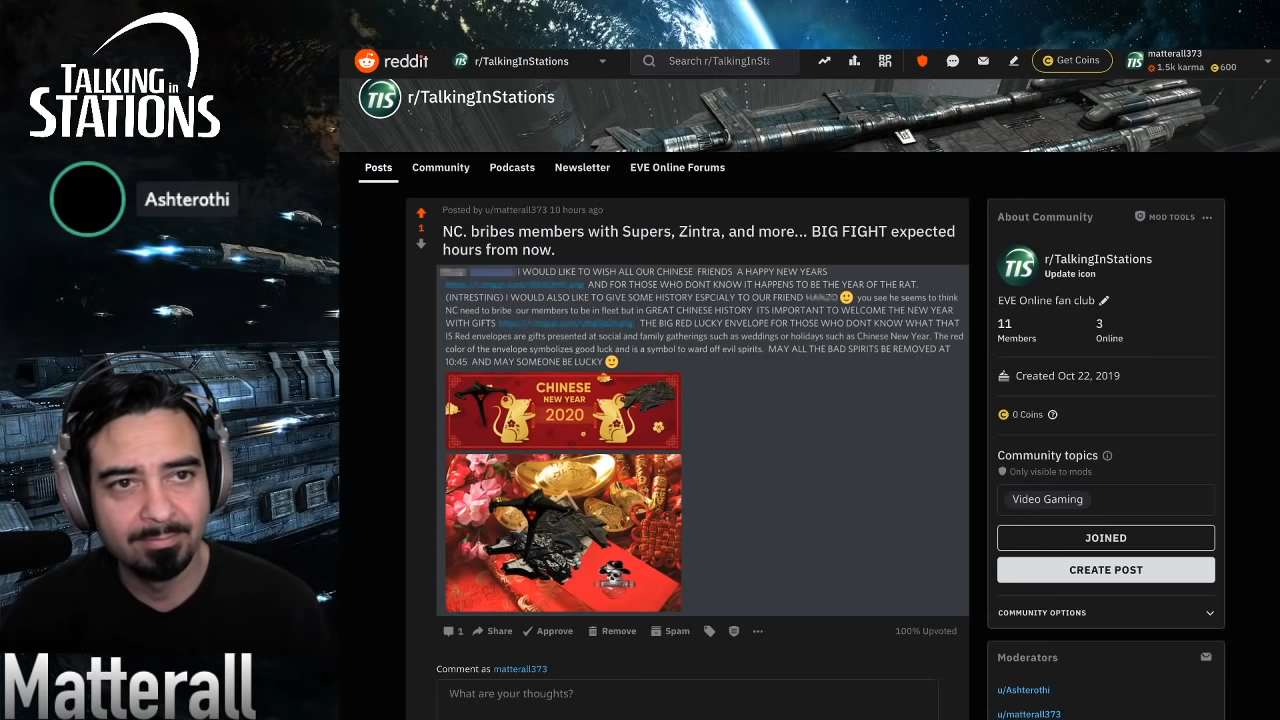 TALKING in
STATIONS
Ashterothi
Matterall
reddit
r/TalkingInStations
Search r/TalkingInSta
Get Coins
matterall373
1.5k karma 600
TIS
r/TalkingInStations
Posts Community Podcasts Newsletter EVE Online Forums
Posted by u/matterall373 10 hours ago
1
NC. bribes members with Supers, Zintra, and more... BIG FIGHT expected
hours from now.
I WOULD LIKE TO WISH ALL OUR CHINESE FRIENDS A HAPPY NEW YEARS
AND FOR THOSE WHO DONT KNOW IT HAPPENS TO BE THE YEAR OF THE RAT.
(INTRESTING) I WOULD ALSO LIKE TO GIVE SOME HISTORY ESPCIALY TO OUR FRIEND you see he seems to think
NC need to bribe our members to be in fleet but in GREAT CHINESE HISTORY ITS IMPORTANT TO WELCOME THE NEW YEAR
WITH GIFTS THE BIG RED LUCKY ENVELOPE FOR THOSE WHO DONT KNOW WHAT THAT
IS Red envelopes are gifts presented at social and family gatherings such as weddings or holidays such as Chinese New Year. The red
color of the envelope symbolizes good luck and is a symbol to ward off evil spirits. MAY ALL THE BAD SPIRITS BE REMOVED AT
10:45 AND MAY SOMEONE BE LUCKY
CHINESE
NEW YEAR
2020
1 Share Approve Remove Spam 100% Upvoted
Comment as matterall373
What are your thoughts?
About Community MOD TOOLS
TIS
r/TalkingInStations
Update icon
EVE Online fan club
11 3
Members Online
Created Oct 22, 2019
0 Coins
Community topics
Only visible to mods
Video Gaming
JOINED
CREATE POST
COMMUNITY OPTIONS
Moderators
u/Ashterothi
u/matterall373